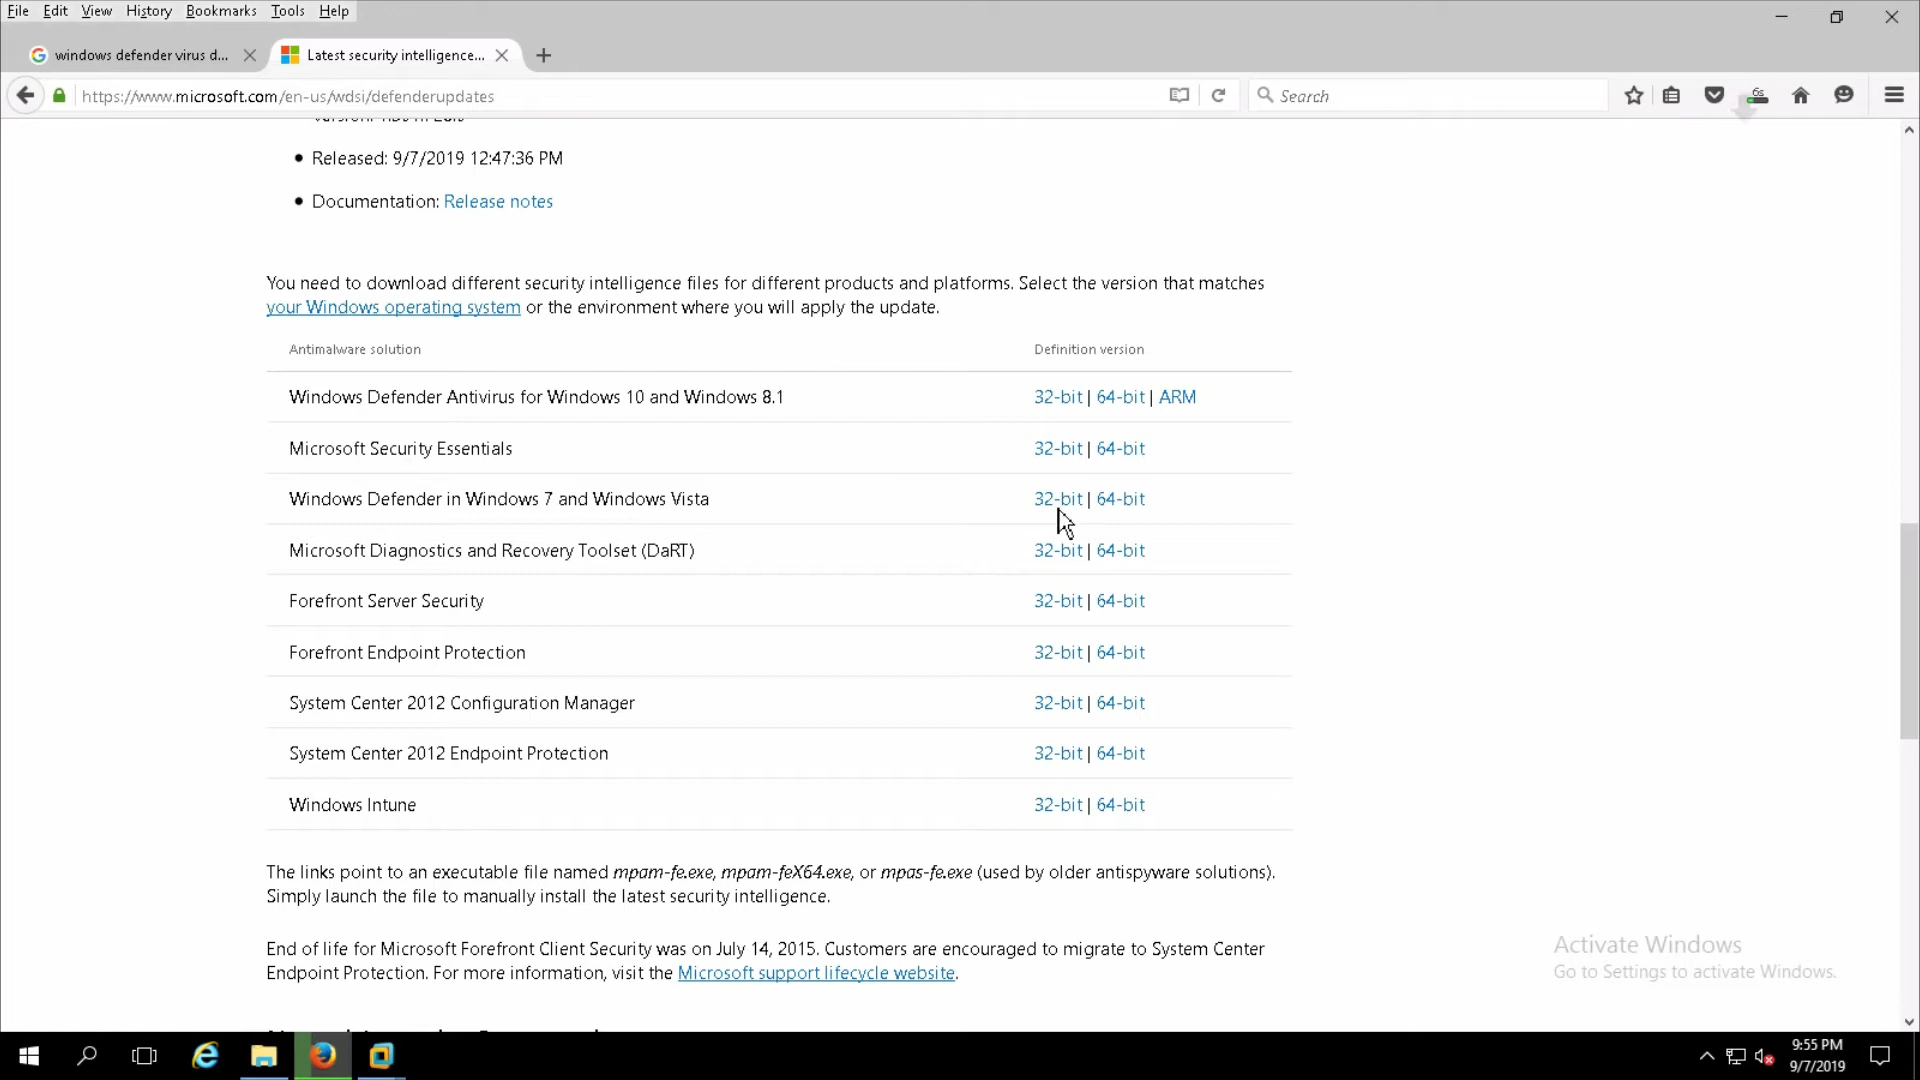 File Edit View History Bookmarks Tools Help
windows defender virus d...
Latest security intelligence...
https://www.microsoft.com/en-us/wdsi/defenderupdates
Search
6s
Released: 9/7/2019 12:47:36 PM
Documentation: Release notes
You need to download different security intelligence files for different products and platforms. Select the version that matches
your Windows operating system or the environment where you will apply the update.
Antimalware solution Definition version
Windows Defender Antivirus for Windows 10 and Windows 8.1 32-bit | 64-bit | ARM
Microsoft Security Essentials 32-bit | 64-bit
Windows Defender in Windows 7 and Windows Vista 32-bit | 64-bit
Microsoft Diagnostics and Recovery Toolset (DaRT) 32-bit | 64-bit
Forefront Server Security 32-bit | 64-bit
Forefront Endpoint Protection 32-bit | 64-bit
System Center 2012 Configuration Manager 32-bit | 64-bit
System Center 2012 Endpoint Protection 32-bit | 64-bit
Windows Intune 32-bit | 64-bit
The links point to an executable file named mpam-fe.exe, mpam-feX64.exe, or mpas-fe.exe (used by older antispyware solutions).
Simply launch the file to manually install the latest security intelligence.
End of life for Microsoft Forefront Client Security was on July 14, 2015. Customers are encouraged to migrate to System Center
Endpoint Protection. For more information, visit the Microsoft support lifecycle website.
Activate Windows
Go to Settings to activate Windows.
9:55 PM
9/7/2019